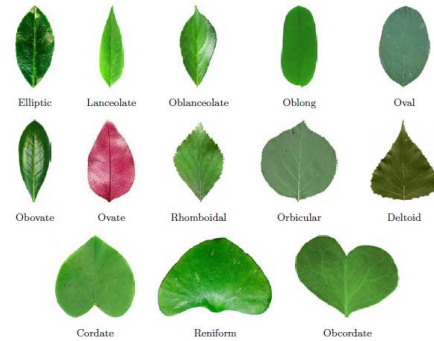 Elliptic Lanceolate Oblanceolate Oblong Oval
Obovate Ovate Rhomboidal Orbicular Deltoid
Cordate Reniform Obcordate